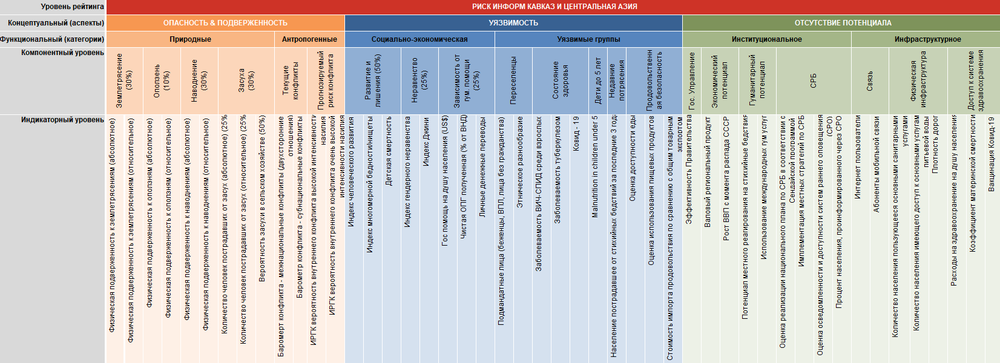 Уровень рейтинга
РИСК ИНФОРМ КАВКАЗ И ЦЕНТРАЛЬНАЯ АЗИЯ
Концептуальный (аспекты)
ОПАСНОСТЬ & ПОДВЕРЖЕННОСТЬ
УЯЗВИМОСТЬ
ОТСУТСТВИЕ ПОТЕНЦИАЛА
Функциональный (категории)
Природные
Антропогенные
Социально-экономическая
Уязвимые группы
Институциональное
Инфраструктурное
Компонентный уровень
Землетрясение
(30%)
Оползень
(10%)
Наводнение
(30%)
Засуха
(30%)
Текущие
конфликты
Прогнозируемый
риск конфликта
Развитие и
лишения (50%)
Неравенство
(25%)
Зависимость от
гум. помощи
(25%)
Переселенцы
Состояние
здоровья
Дети до 5 лет
Недавние
потрясения
Продовольственн
ая безопасность
Гос. Управление
Экономический
потенциал
Гуманитарный
потенциал
СРБ
Связь
Физическая
инфраструктура
Доступ к системе
здравоохранения
Индикаторный уровень
Физическая подверженность к землетрясениям (абсолютное)
Физическая подверженность к землетрясениям (относительное)
Физическая подверженность к оползням (абсолютное)
Физическая подверженность к оползням (относительное)
Физическая подверженность к наводнениям (абсолютное)
Физическая подверженность к наводнениям (относительное)
Количество человек пострадавших от засух (абсолютное) (25%
Количество человек пострадавших от засух (относительное) (25%
Вероятность засухи в сельском хозяйстве (50%)
Баромерт конфликта - межнациональные конфликты (двухсторонние
отношения)
Барометр конфликта - субнациональные конфликты
ИРГК вероятность внутреннего конфликта высокой интенсивности
насилия
ИРГК вероятность внутреннего конфликта очень высокой
интенсивности насилия
Индекс человеческого развития
Индекс многомерной бедности/нищеты
Детская смертность
Индекс гендерного неравенства
Индекс Джини
Гос помощь на душу населения (US$)
Чистая ОПГ полученная (% от ВНД)
Личные денежные переводы
Подмандатные лица (беженцы, ВПЛ, лица без гражданства)
Этническое разнообразие
Заболеваемость ВИЧ-СПИД среди взрослых
Заболеваемость туберкулезом
Ковид - 19
Malnutrition in children under 5
Население пострадавшее от стихийных бедствий за последние 3 года
Оценка доступности еды
Оценка использования пищевых продуктов
Стоимость импорта продовольствия по сравнению с общим товарным
экспортом
Эффективность Правительства
Валовый региональный продукт
Рост ВВП с момента распада СССР
Потенциал местного реагирования на стихийные бедствия
Использование международных гум услуг
Оценка реализации национального плана по СРБ в соответствии с
Сендайской программой
Имплементация местных стратегий по СРБ
Оценка осведомленности и доступности систем раннего оповещения
(СРО)
Процент населения, проинформированного через СРО
Интернет пользователи
Абоненты мобильной связи
Количество населения пользующееся основными санитарными
услугами
Количество населения имеющего доступ к основным услугам
питьевой воды
Плотность дорог
Расходы на здравоохранение на душу населения
Коэффициент материнской смертности
Вакцинация Ковид-19